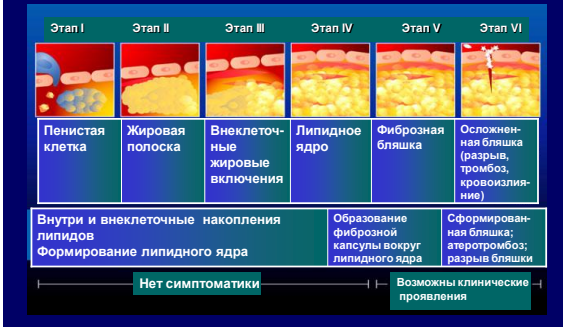 Этап I Этап II Этап III Этап IV Этап V Этап VI
Пенистая
клетка
Жировая
полоска
Внеклеточ-
ные
жировые
включения
Липидное
ядро
Фиброзная
бляшка
Осложнен-
ная бляшка
(разрыв,
тромбоз,
кровоизлия-
ние)
Внутри и внеклеточные накопления
липидов
Формирование липидного ядра
Образование
фиброзной
капсулы вокруг
липидного ядра
Сформирован-
ная бляшка;
атеротромбоз;
разрыв бляшки
Нет симптоматики
Возможны клинические
проявления